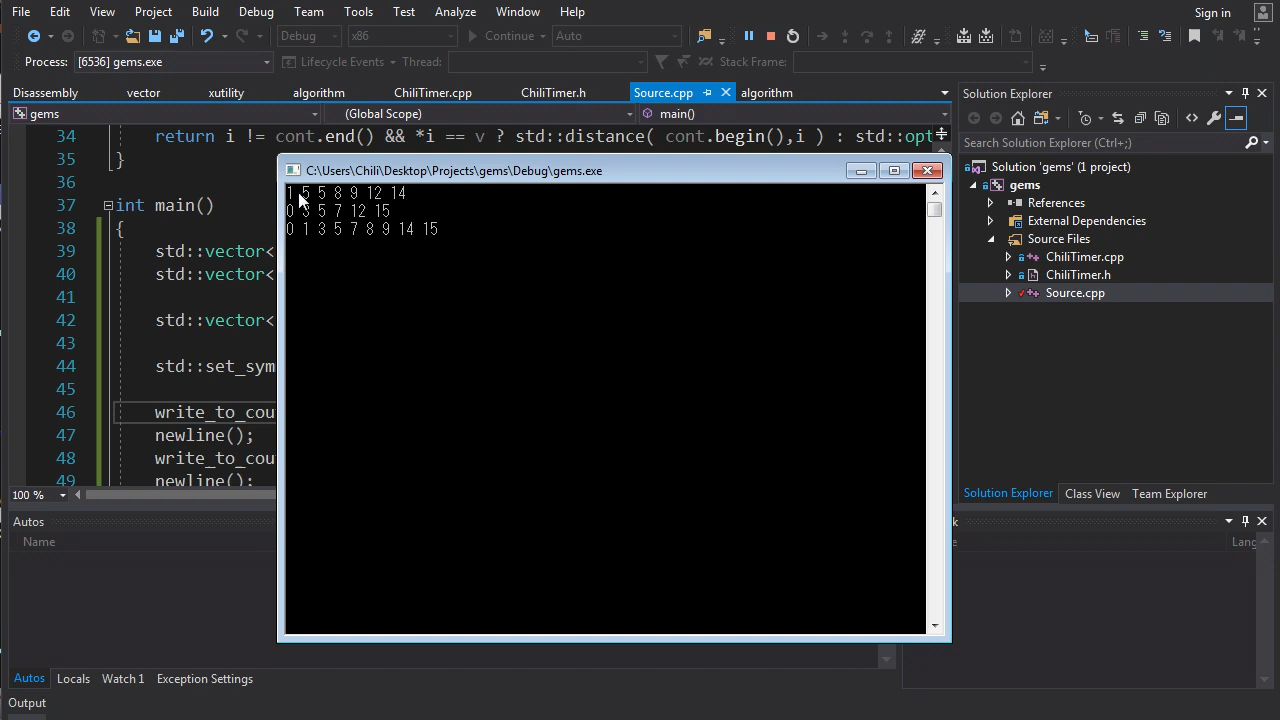 File Edit View Project Build Debug Team Tools Test Analyze Window Help Sign in
Debug x86 Continue Auto
Process: [6536] gems.exe Lifecycle Events Thread: Stack Frame:
Disassembly vector xutility algorithm ChiliTimer.cpp ChiliTimer.h Source.cpp algorithm
gems (Global Scope) main()
34 return i != cont.end() && *i == v ? std::distance( cont.begin(),i ) : std::opt
35 }
36
37 int main()
38 {
39 std::vector<
40 std::vector<
41
42 std::vector<
43
44 std::set_sym
45
46 write_to_cou
47 newline();
48 write_to_cou
49 newline();
100 %
C:\Users\Chili\Desktop\Projects\gems\Debug\gems.exe
1 5 5 8 9 12 14
0 3 5 7 12 15
0 1 3 5 7 8 9 14 15
Solution Explorer
Search Solution Explorer (Ctrl+;)
Solution 'gems' (1 project)
gems
References
External Dependencies
Source Files
ChiliTimer.cpp
ChiliTimer.h
Source.cpp
Solution Explorer Class View Team Explorer
Autos
Name
Lang
Autos Locals Watch 1 Exception Settings
Output